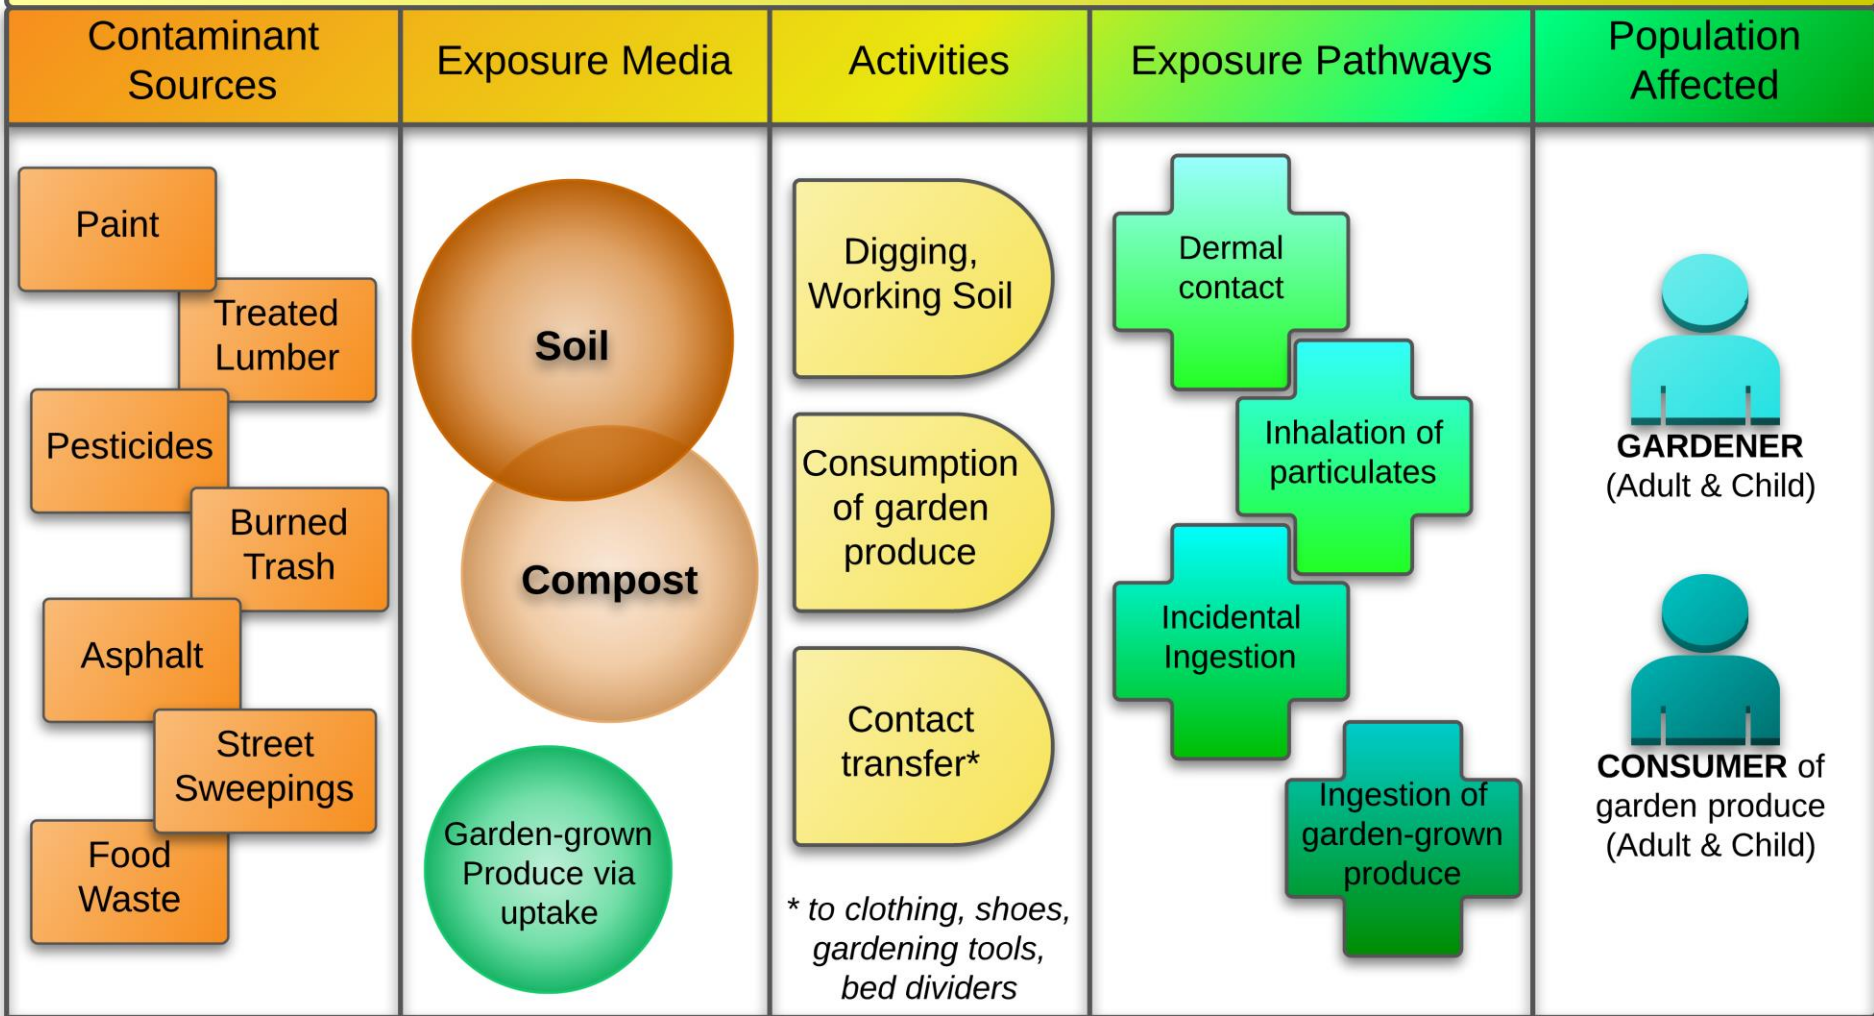 Contaminant
Sources
Exposure Media
Activities
Exposure Pathways
Population
Affected
Paint
Treated
Lumber
Pesticides
Burned
Trash
Asphalt
Street
Sweepings
Food
Waste
Soil
Compost
Garden-grown
Produce via
uptake
Digging,
Working Soil
Consumption
of garden
produce
Contact
transfer*
* to clothing, shoes,
gardening tools,
bed dividers
Dermal
contact
Inhalation of
particulates
Incidental
Ingestion
Ingestion of
garden-grown
produce
GARDENER
(Adult & Child)
CONSUMER of
garden produce
(Adult & Child)